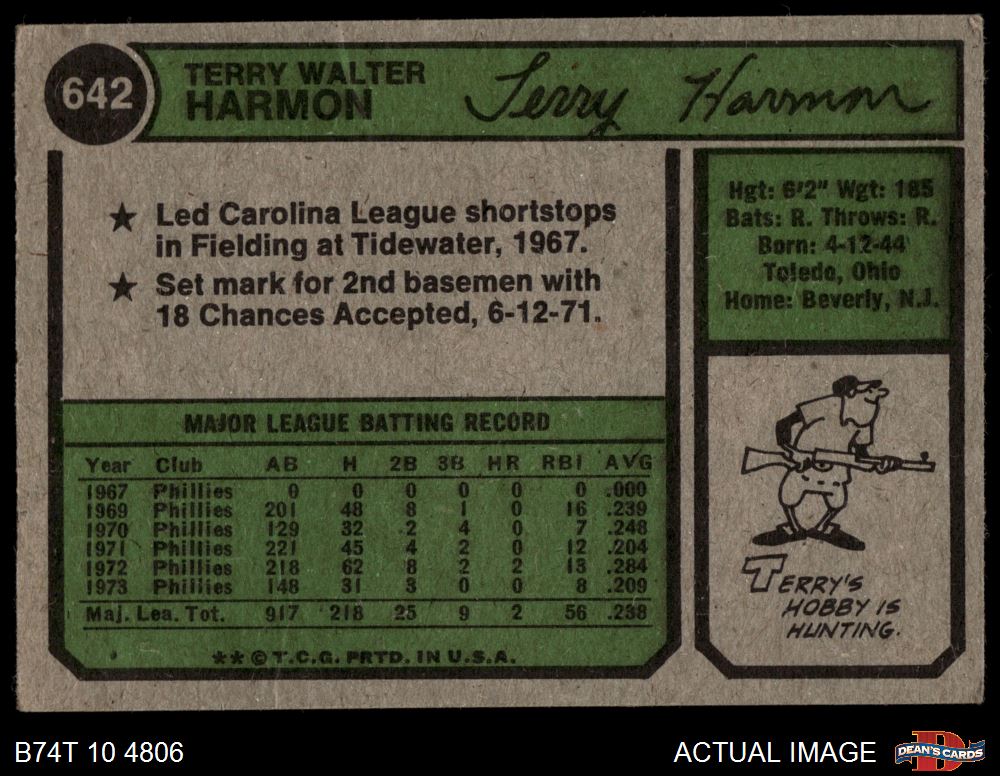 642
TERRY WALTER
HARMON
Terry Harmon
★ Led Carolina League shortstops
in Fielding at Tidewater, 1967.
★ Set mark for 2nd basemen with
18 Chances Accepted, 6-12-71.
Hgt: 6'2" Wgt: 185
Bats: R. Throws: R.
Born: 4-12-44
Toledo, Ohio
Home: Beverly, N.J.
MAJOR LEAGUE BATTING RECORD
Year Club AB H 2B 3B HR RBI AVG
1967 Phillies 0 0 0 0 0 0 .000
1969 Phillies 201 48 8 1 0 16 .239
1970 Phillies 129 32 2 4 0 7 .248
1971 Phillies 221 45 4 2 0 12 .204
1972 Phillies 218 62 8 2 2 13 .284
1973 Phillies 148 31 3 0 0 8 .209
Maj. Lea. Tot. 917 218 25 9 2 56 .238
** © T.C.G. PRTD. IN U.S.A.
TERRY'S
HOBBY IS
HUNTING.
B74T 10 4806
ACTUAL IMAGE
DEAN'S CARDS